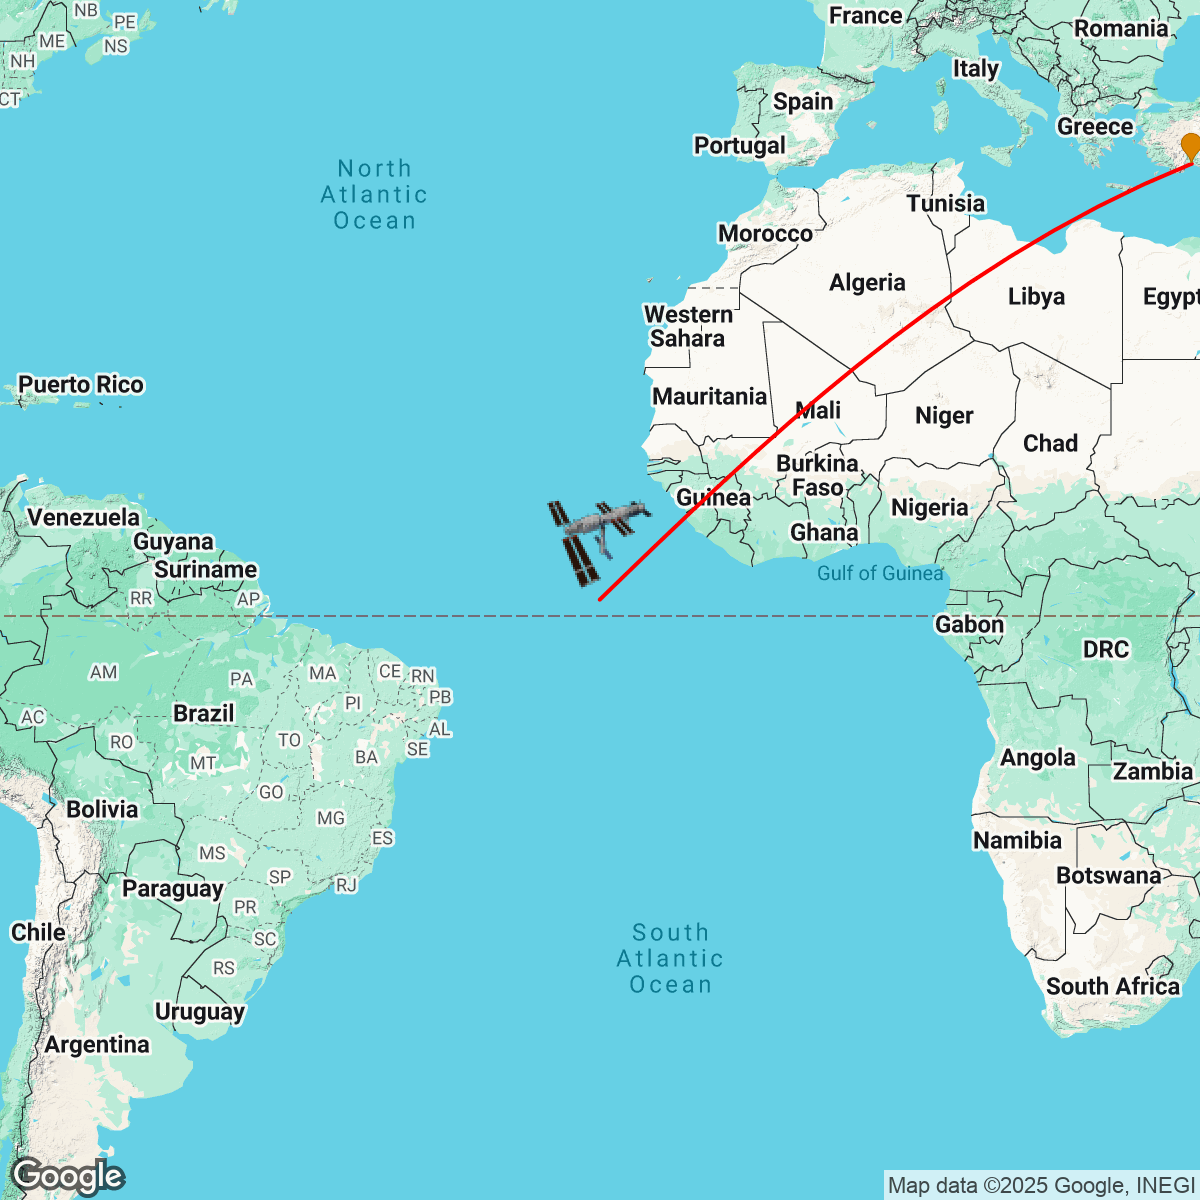 NB
PE
ME
NS
NH
CT
France
Romania
Italy
Spain
Greece
Portugal
North
Atlantic
Ocean
Tunisia
Morocco
Algeria
Libya
Egypt
Western
Sahara
Puerto Rico
Mauritania
Mali
Niger
Chad
Burkina
Faso
Guinea
Nigeria
Ghana
Venezuela
Guyana
Suriname
Gulf of Guinea
RR
AP
Gabon
DRC
AM
PA
MA
CE
RN
PI
PB
AC
Brazil
AL
RO
TO
SE
MT
BA
Angola
Zambia
GO
Bolivia
MG
ES
Namibia
MS
SP
RJ
Botswana
Paraguay
PR
Chile
SC
South
Atlantic
Ocean
RS
South Africa
Uruguay
Argentina
Google
Map data ©2025 Google, INEGI